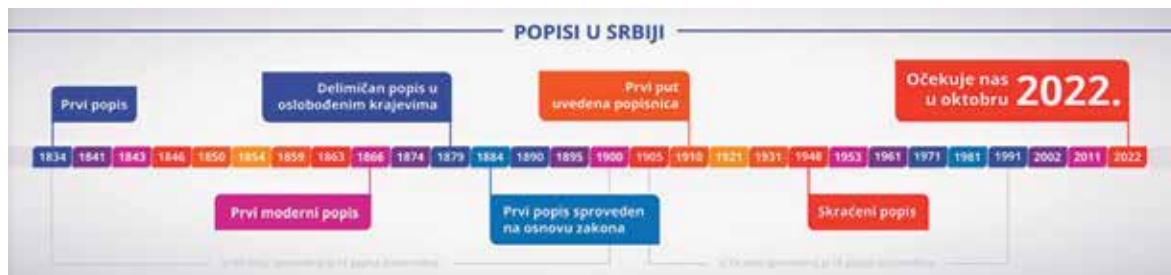 POPISI U SRBIJI
Prvi popis
Delimičan popis u
oslobođenim krajevima
Prvi put
uvedena popisnica
Očekuje nas
u oktobru 2022.
1834 1841 1843 1846 1850 1854 1859 1863 1866 1874 1879 1884 1890 1895 1900 1905 1910 1921 1931 1948 1953 1961 1971 1981 1991 2002 2011 2022
Prvi moderni popis
Prvi popis sproveden
na osnovu zakona
Skraćeni popis